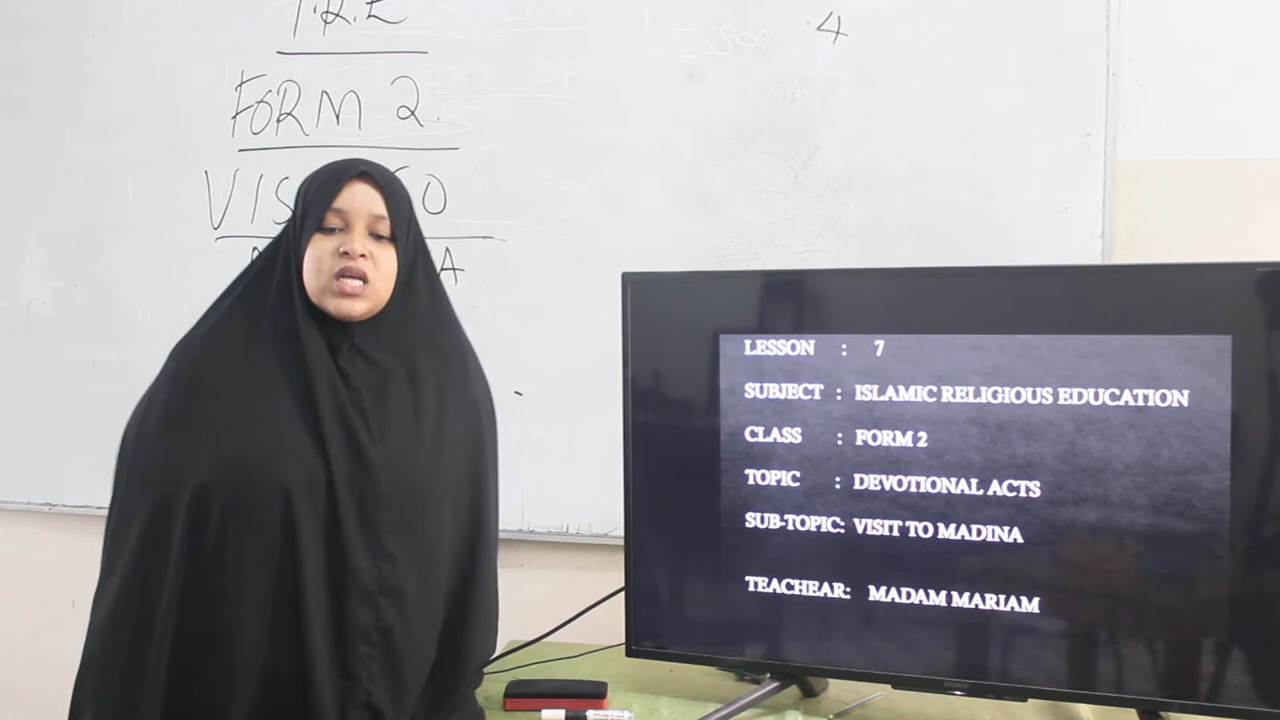 I.R.E
FORM 2.
4
LESSON : 7
SUBJECT : ISLAMIC RELIGIOUS EDUCATION
CLASS : FORM 2
TOPIC : DEVOTIONAL ACTS
SUB-TOPIC: VISIT TO MADINA
TEACHEAR: MADAM MARIAM
SONY